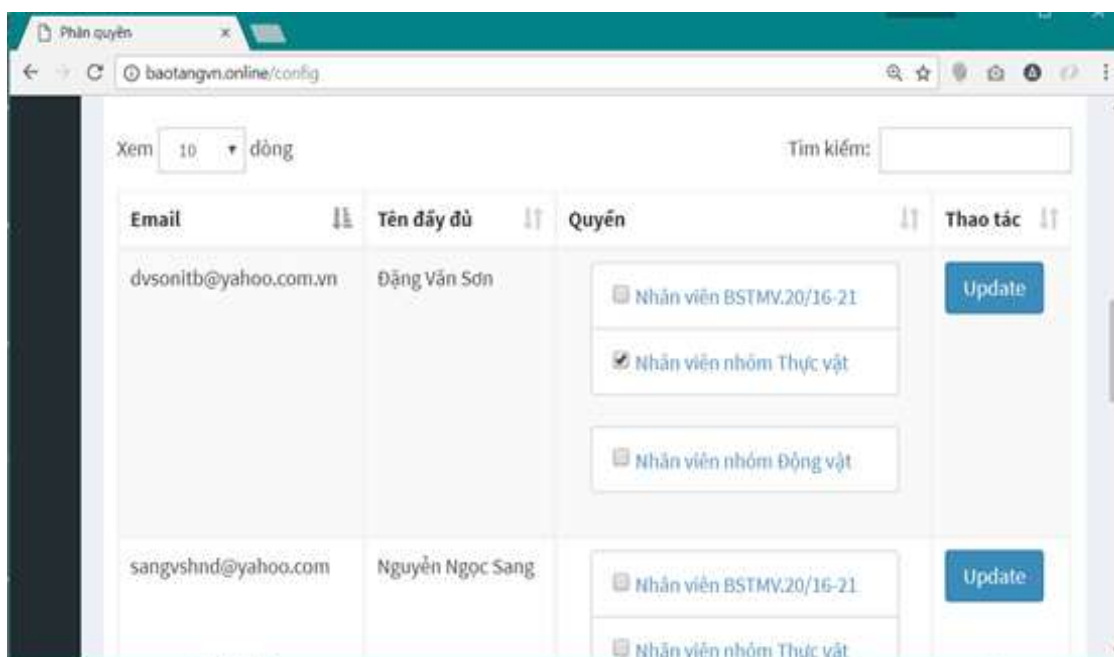 Phân quyền
baotangvn.online/config
Xem 10 dòng
Tìm kiếm:
Email Tên đầy đủ Quyền Thao tác
dvsonitb@yahoo.com.vn Đặng Văn Sơn Update
Nhân viên BSTMV.20/16-21
Nhân viên nhóm Thực vật
Nhân viên nhóm Động vật
sangvshnd@yahoo.com Nguyễn Ngọc Sang Update
Nhân viên BSTMV.20/16-21
Nhân viên nhóm Thực vật